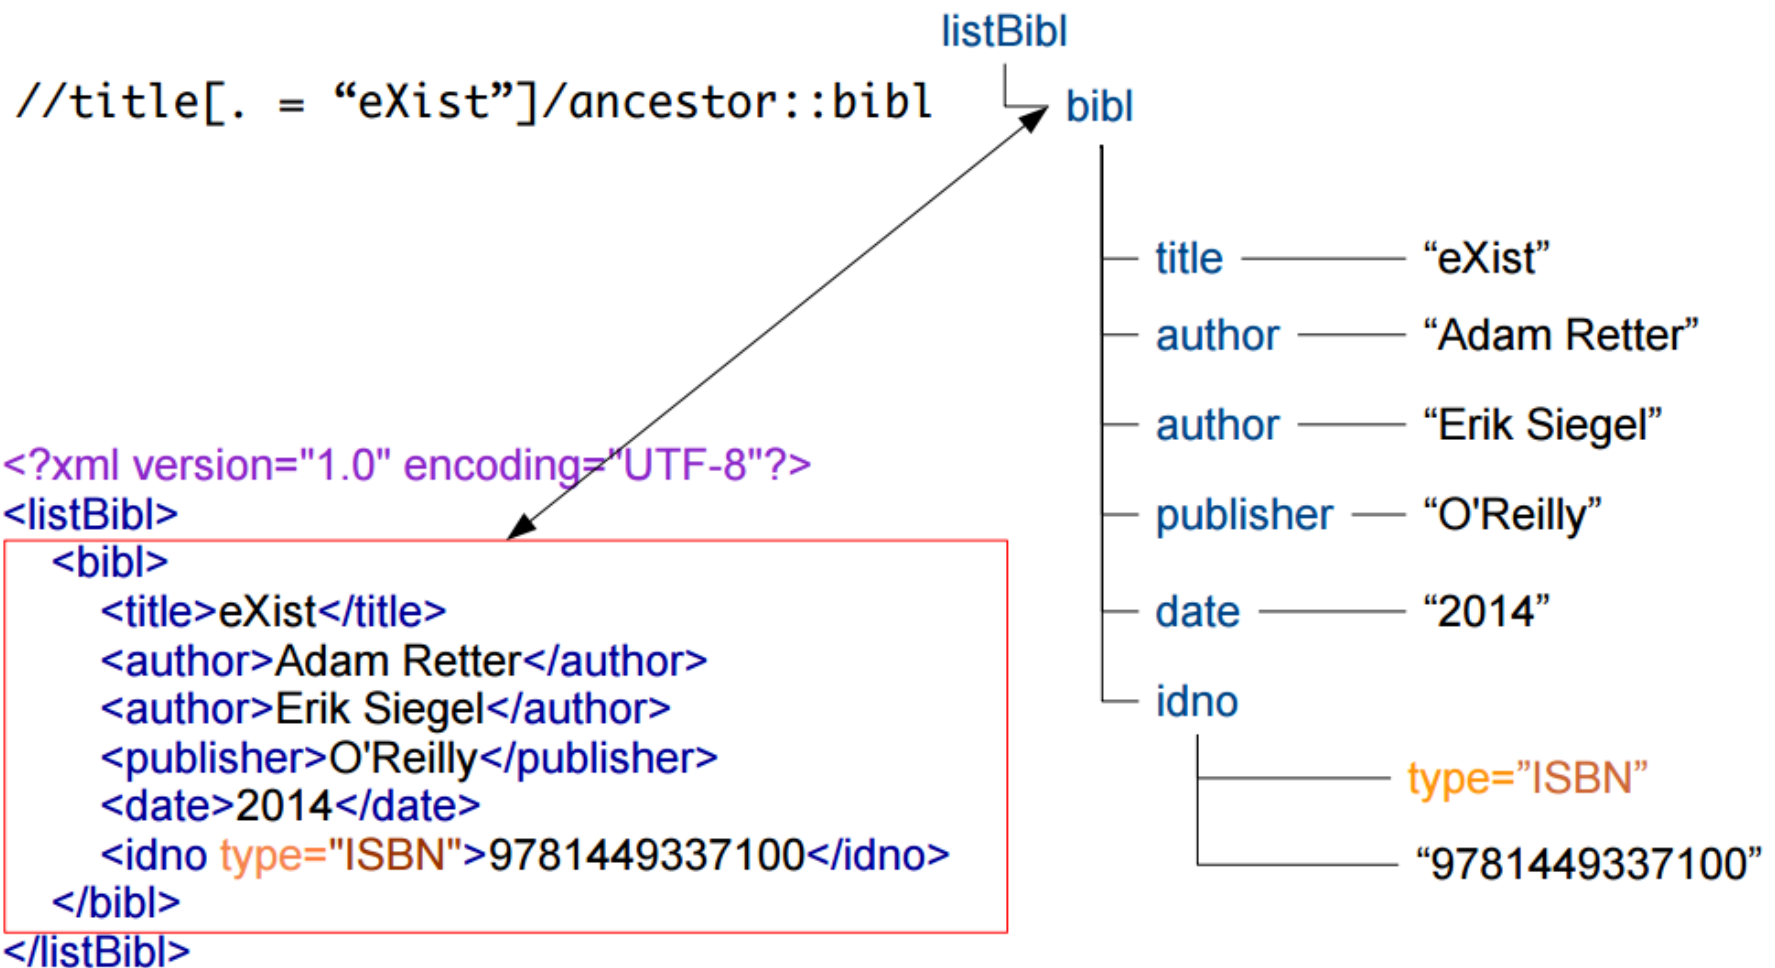 listBibl
//title[. = “eXist”]/ancestor::bibl
bibl
title “eXist”
author “Adam Retter”
author “Erik Siegel”
publisher “O'Reilly”
date “2014”
idno
type=”ISBN”
“9781449337100”
<?xml version="1.0" encoding="UTF-8"?>
<listBibl>
<bibl>
<title>eXist</title>
<author>Adam Retter</author>
<author>Erik Siegel</author>
<publisher>O'Reilly</publisher>
<date>2014</date>
<idno type="ISBN">9781449337100</idno>
</bibl>
</listBibl>